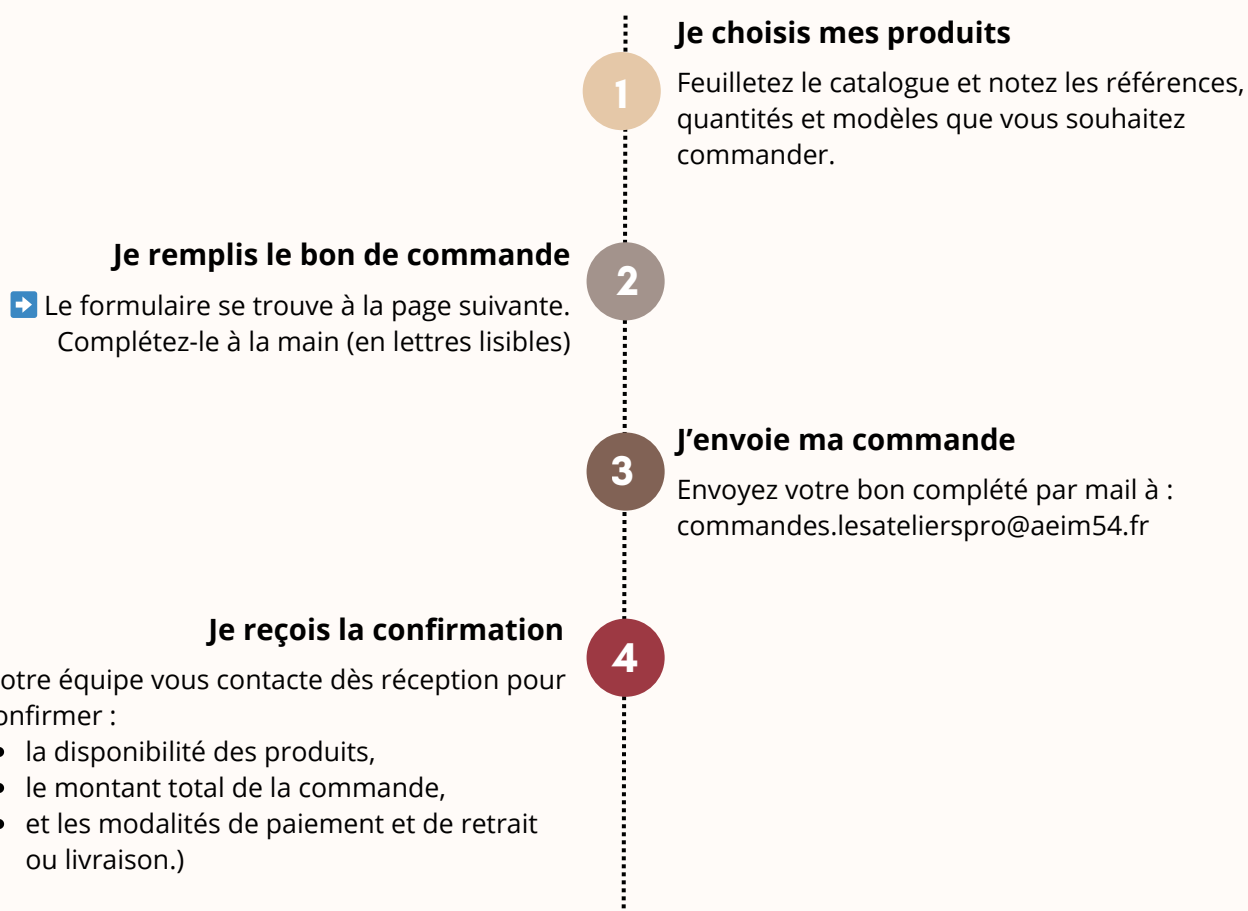 Je choisis mes produits
1
Feuilletez le catalogue et notez les références,
quantités et modèles que vous souhaitez
commander.
Je remplis le bon de commande
2
➡️ Le formulaire se trouve à la page suivante.
Complétez-le à la main (en lettres lisibles)
J’envoie ma commande
3
Envoyez votre bon complété par mail à :
commandes.lesatelierspro@aeim54.fr
Je reçois la confirmation
4
otre équipe vous contacte dès réception pour
onfirmer :
• la disponibilité des produits,
• le montant total de la commande,
• et les modalités de paiement et de retrait
ou livraison.)